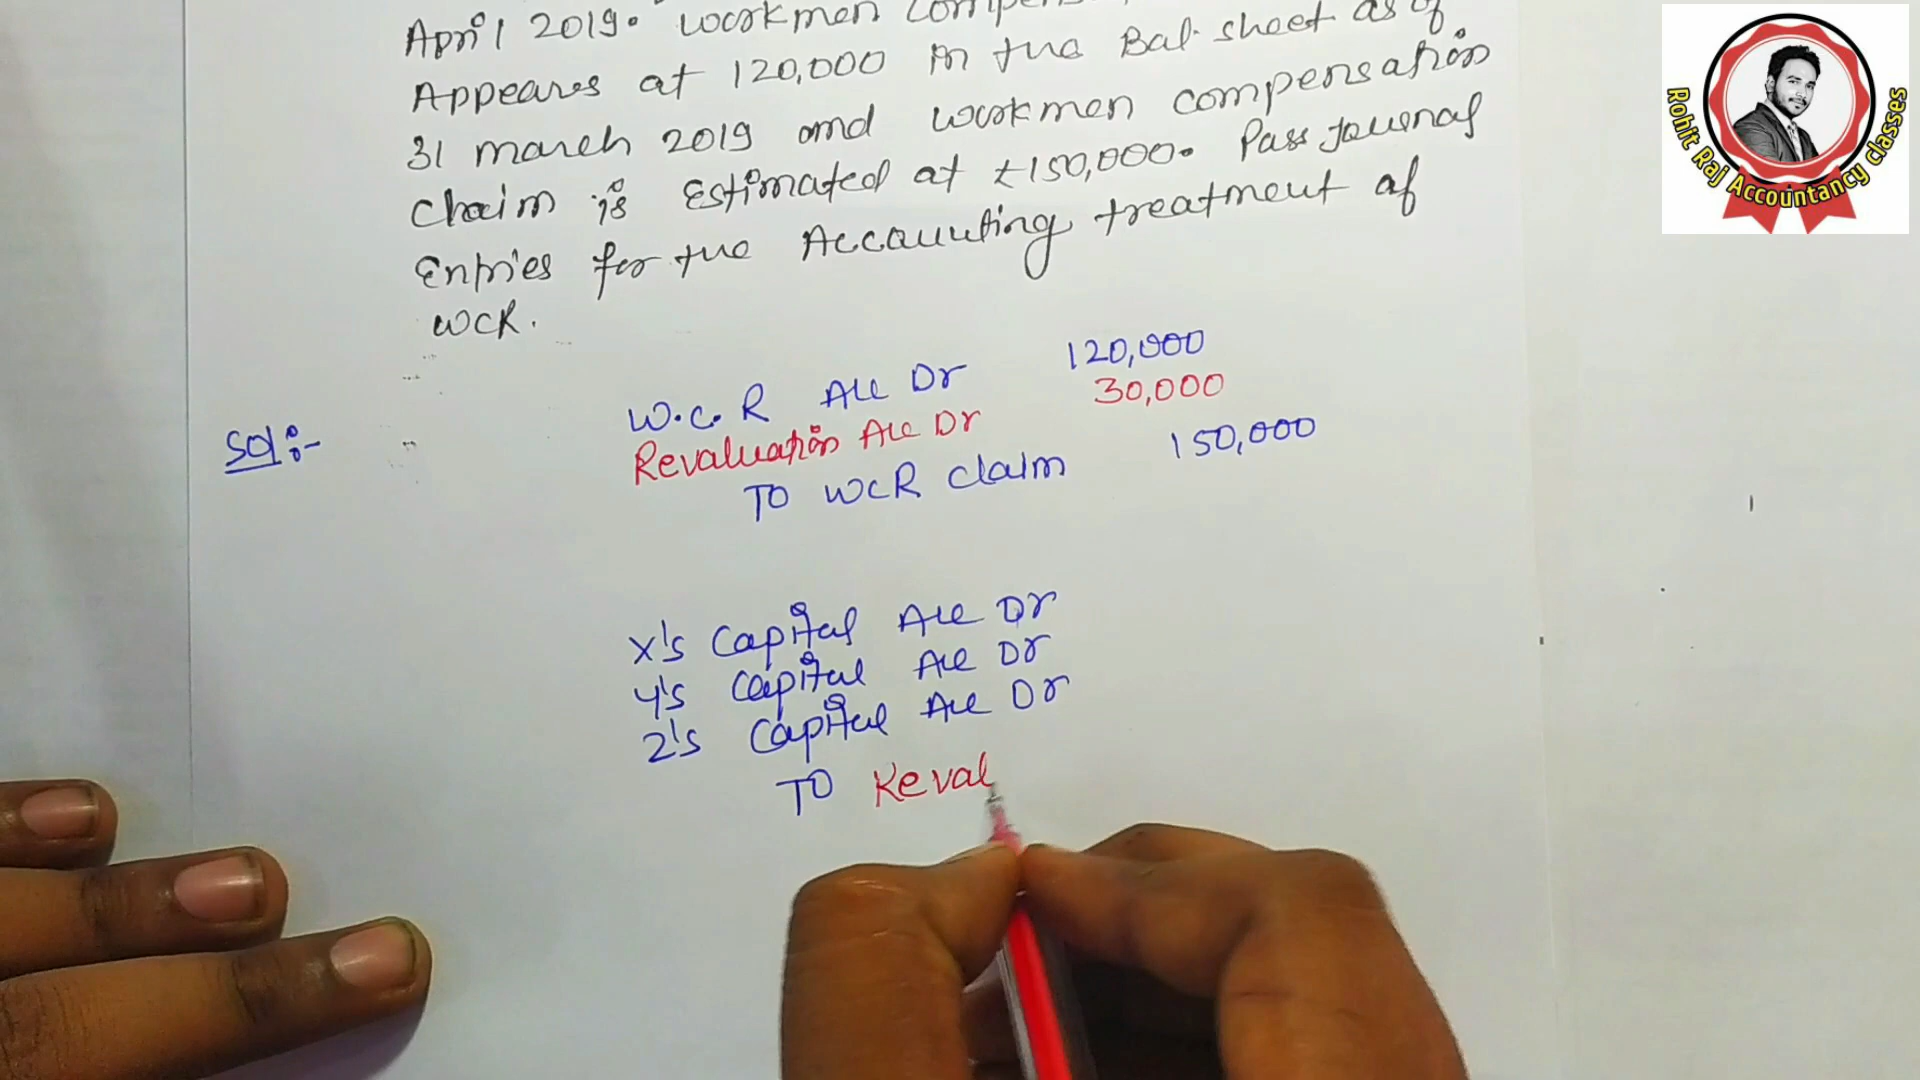 April 2019. Workmen
Appeares at 120,000 in the Bal. sheet as of
31 march 2019 and workmen compensation
Claim is Estimated at ₹150,000. Pass Journal
Entries for the Accounting treatment of
WCR.
Sol:-
W.C.R A/c Dr 120,000
Revaluation A/c Dr 30,000
To WCR claim 150,000
X's Capital A/c Dr
Y's Capital A/c Dr
Z's Capital A/c Dr
To Reval
Rohit Raj Accountancy classes